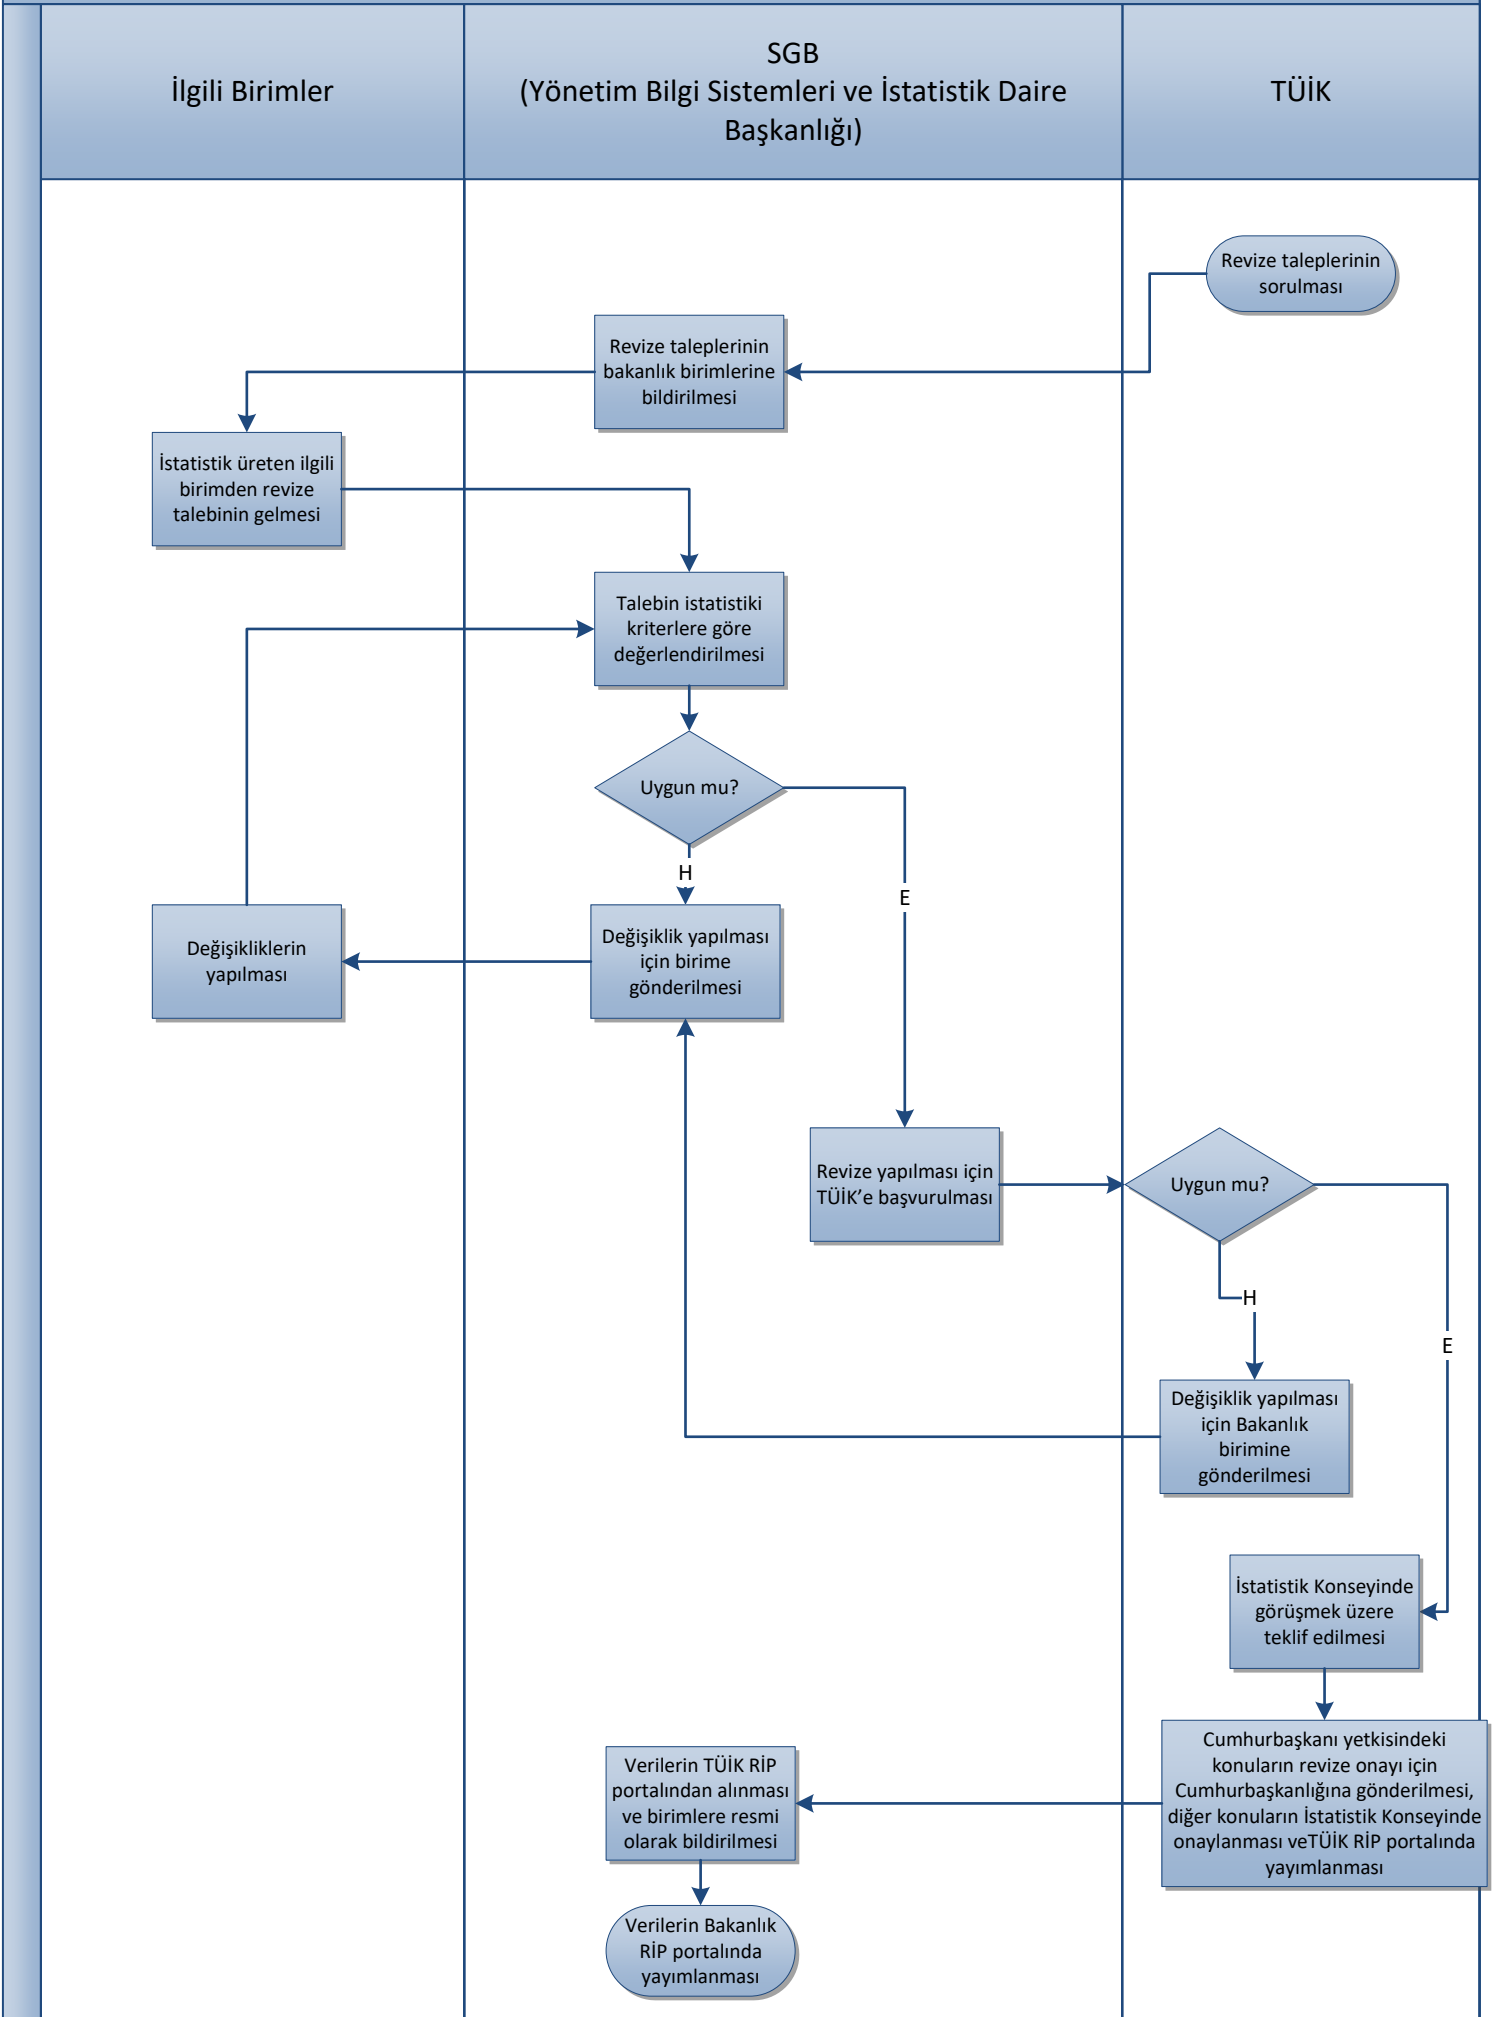 İlgili Birimler
SGB
(Yönetim Bilgi Sistemleri ve İstatistik Daire
Başkanlığı)
TÜİK
Revize taleplerinin
sorulması
Revize taleplerinin
bakanlık birimlerine
bildirilmesi
İstatistik üreten ilgili
birimden revize
talebinin gelmesi
Talebin istatistiki
kriterlere göre
değerlendirilmesi
Uygun mu?
H
E
Değişikliklerin
yapılması
Değişiklik yapılması
için birime
gönderilmesi
Revize yapılması için
TÜİK’e başvurulması
Uygun mu?
H
E
Değişiklik yapılması
için Bakanlık
birimine
gönderilmesi
İstatistik Konseyinde
görüşmek üzere
teklif edilmesi
Cumhurbaşkanı yetkisindeki
konuların revize onayı için
Cumhurbaşkanlığına gönderilmesi,
diğer konuların İstatistik Konseyinde
onaylanması veTÜİK RİP portalında
yayımlanması
Verilerin TÜİK RİP
portalından alınması
ve birimlere resmi
olarak bildirilmesi
Verilerin Bakanlık
RİP portalında
yayımlanması